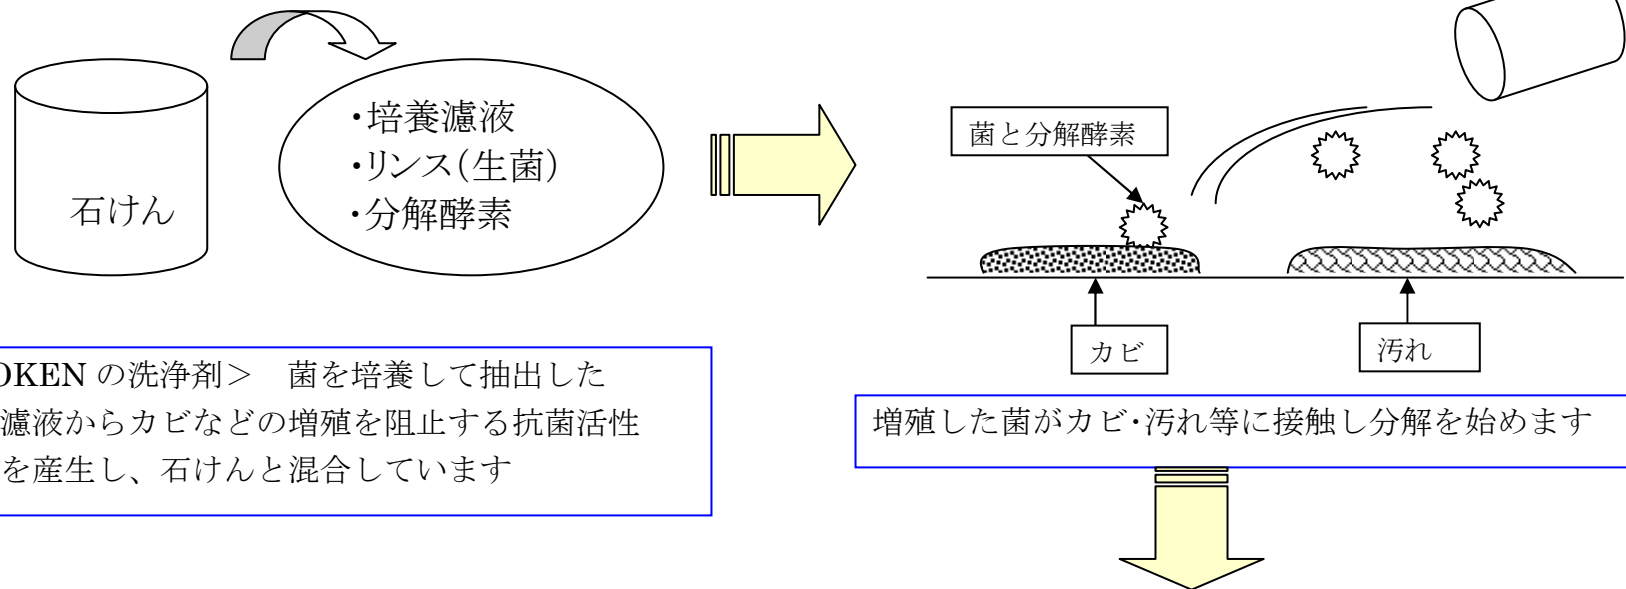 ・培養濾液
・リンス(生菌)
・分解酵素
石けん
菌と分解酵素
カビ
汚れ
OKEN の洗浄剤＞　菌を培養して抽出した
濾液からカビなどの増殖を阻止する抗菌活性
を産生し、石けんと混合しています
増殖した菌がカビ・汚れ等に接触し分解を始めます